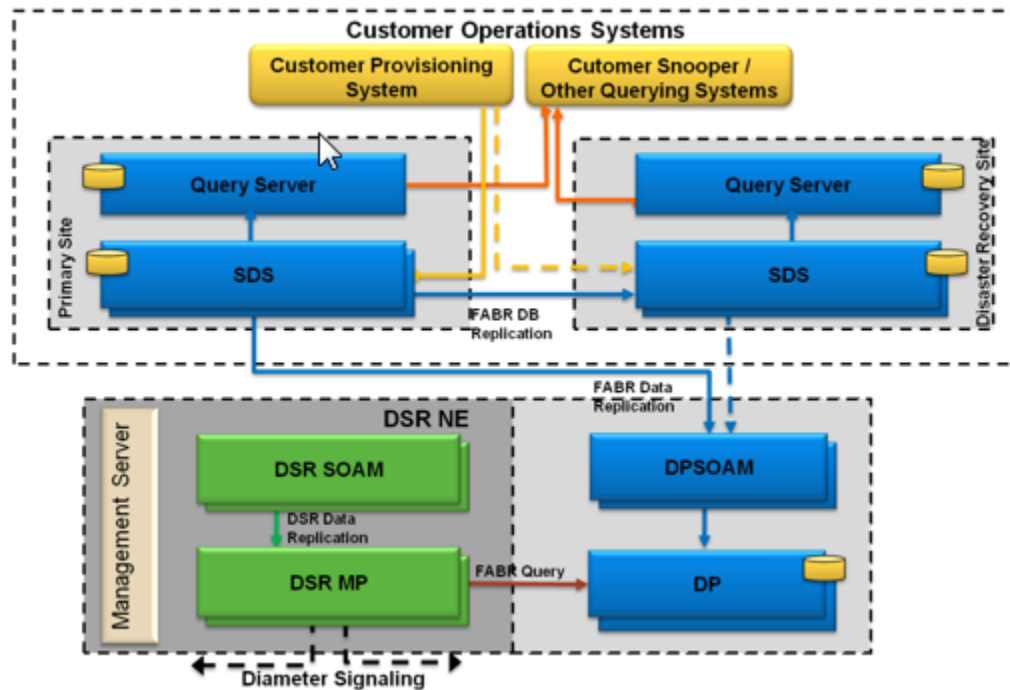 Customer Operations Systems
Customer Provisioning
System
Cutomer Snooper /
Other Querying Systems
Primary Site
Query Server
SDS
Query Server
SDS
Disaster Recovery Site
FABR DB
Replication
FABR Data
Replication
Management Server
DSR NE
DSR SOAM
DSR Data
Replication
DSR MP
FABR Query
DPSOAM
DP
Diameter Signaling